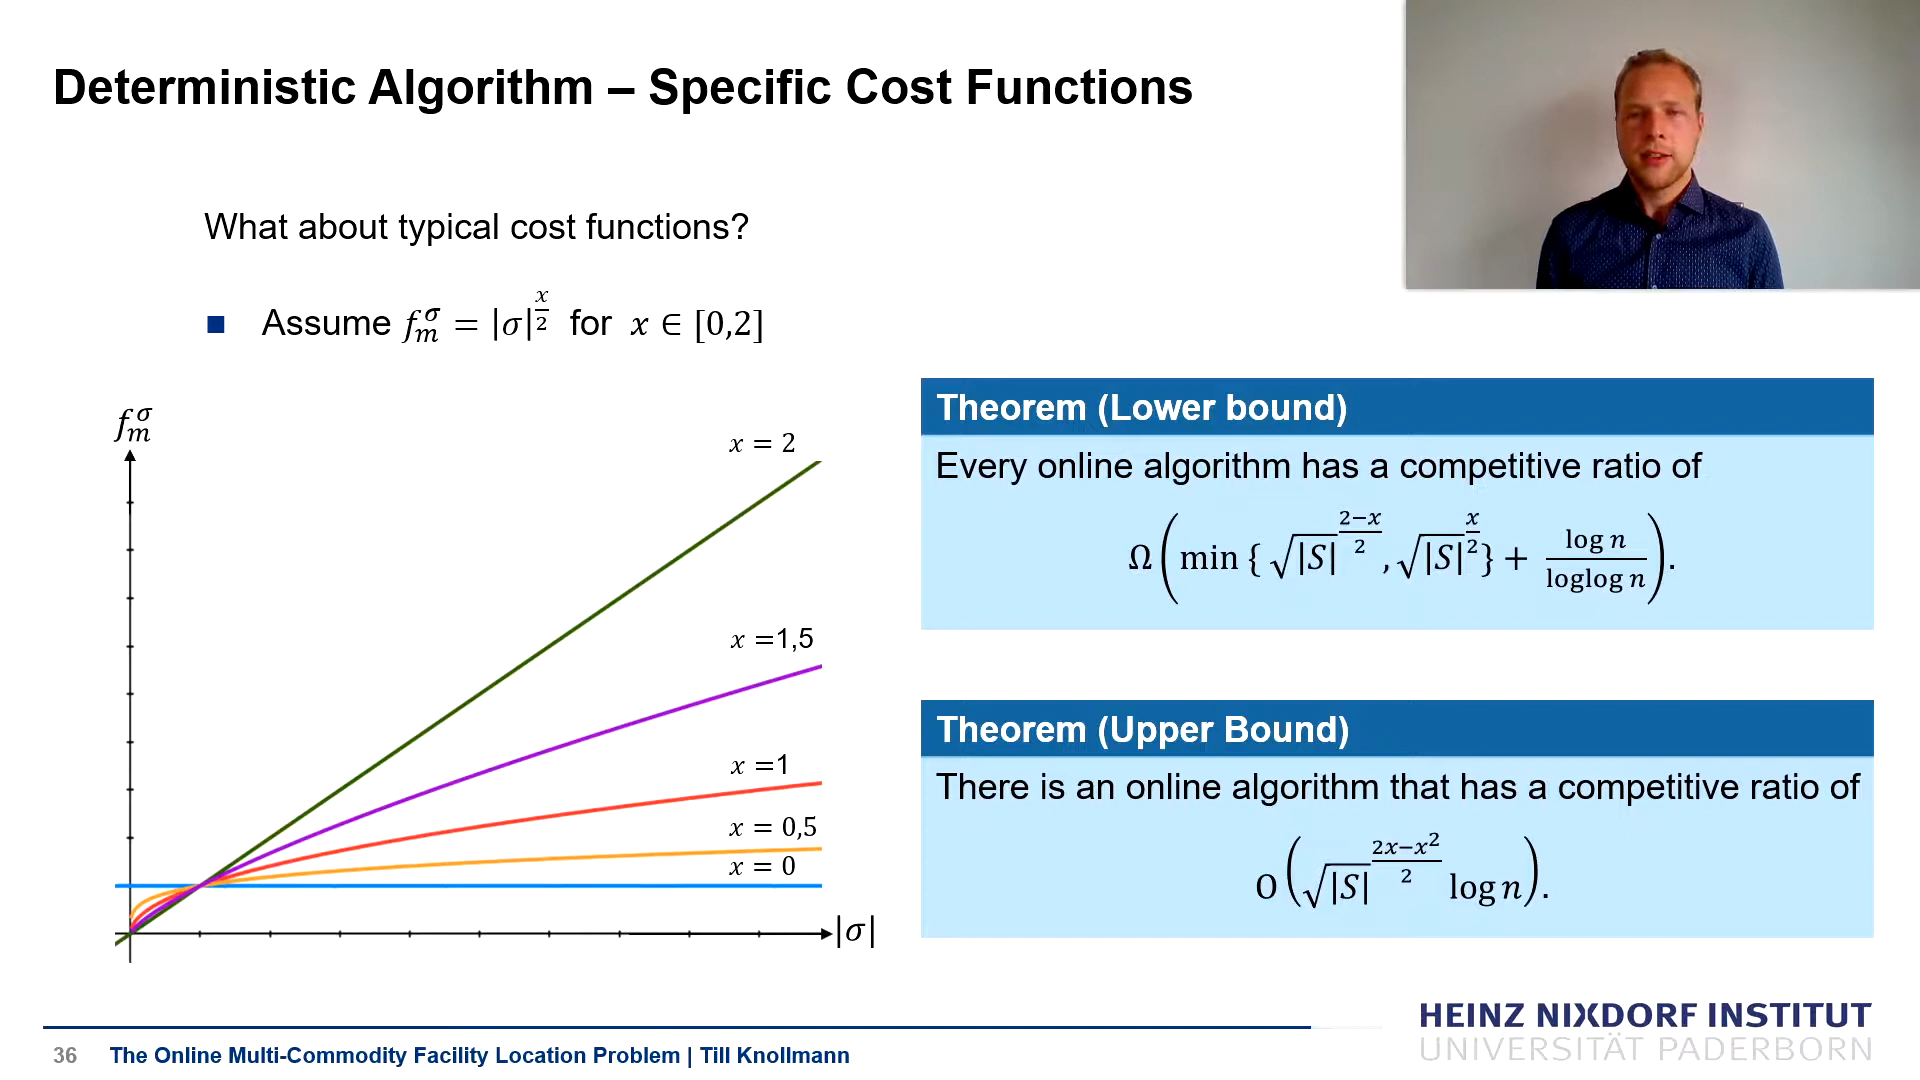 Deterministic Algorithm – Specific Cost Functions
What about typical cost functions?
Assume $f_m^\sigma = |\sigma|^{\frac{x}{2}}$ for $x \in [0,2]$
$f_m^\sigma$
$x = 2$
$x =$1,5
$x =$1
$x = 0,5$
$x = 0$
$|\sigma|$
Theorem (Lower bound)
Every online algorithm has a competitive ratio of
$\Omega\left(\min\{\sqrt{|S|}^{\frac{2-x}{2}}, \sqrt{|S|}^{\frac{x}{2}}\} + \frac{\log n}{\log\log n}\right).$
Theorem (Upper Bound)
There is an online algorithm that has a competitive ratio of
$O\left(\sqrt{|S|}^{\frac{2x-x^2}{2}} \log n\right).$
36 The Online Multi-Commodity Facility Location Problem | Till Knollmann
HEINZ NIXDORF INSTITUT
UNIVERSITÄT PADERBORN